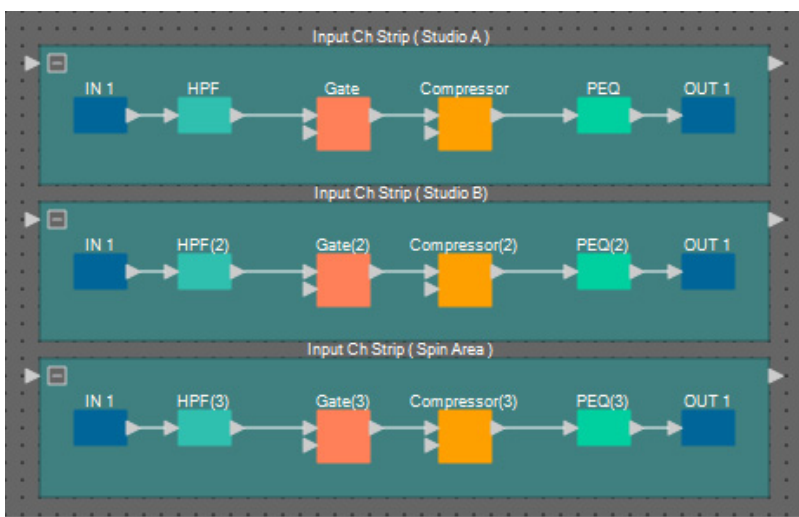 Input Ch Strip ( Studio A )
IN 1 HPF Gate Compressor PEQ OUT 1
Input Ch Strip ( Studio B)
IN 1 HPF(2) Gate(2) Compressor(2) PEQ(2) OUT 1
Input Ch Strip ( Spin Area )
IN 1 HPF(3) Gate(3) Compressor(3) PEQ(3) OUT 1